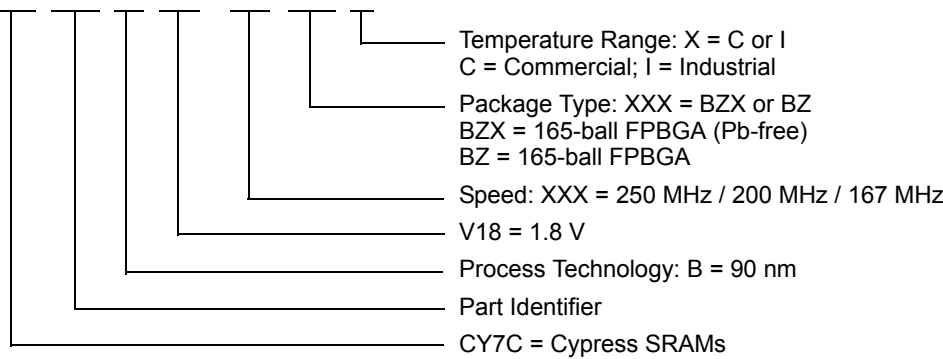 Temperature Range: X = C or I
C = Commercial; I = Industrial
Package Type: XXX = BZX or BZ
BZX = 165-ball FPBGA (Pb-free)
BZ = 165-ball FPBGA
Speed: XXX = 250 MHz / 200 MHz / 167 MHz
V18 = 1.8 V
Process Technology: B = 90 nm
Part Identifier
CY7C = Cypress SRAMs